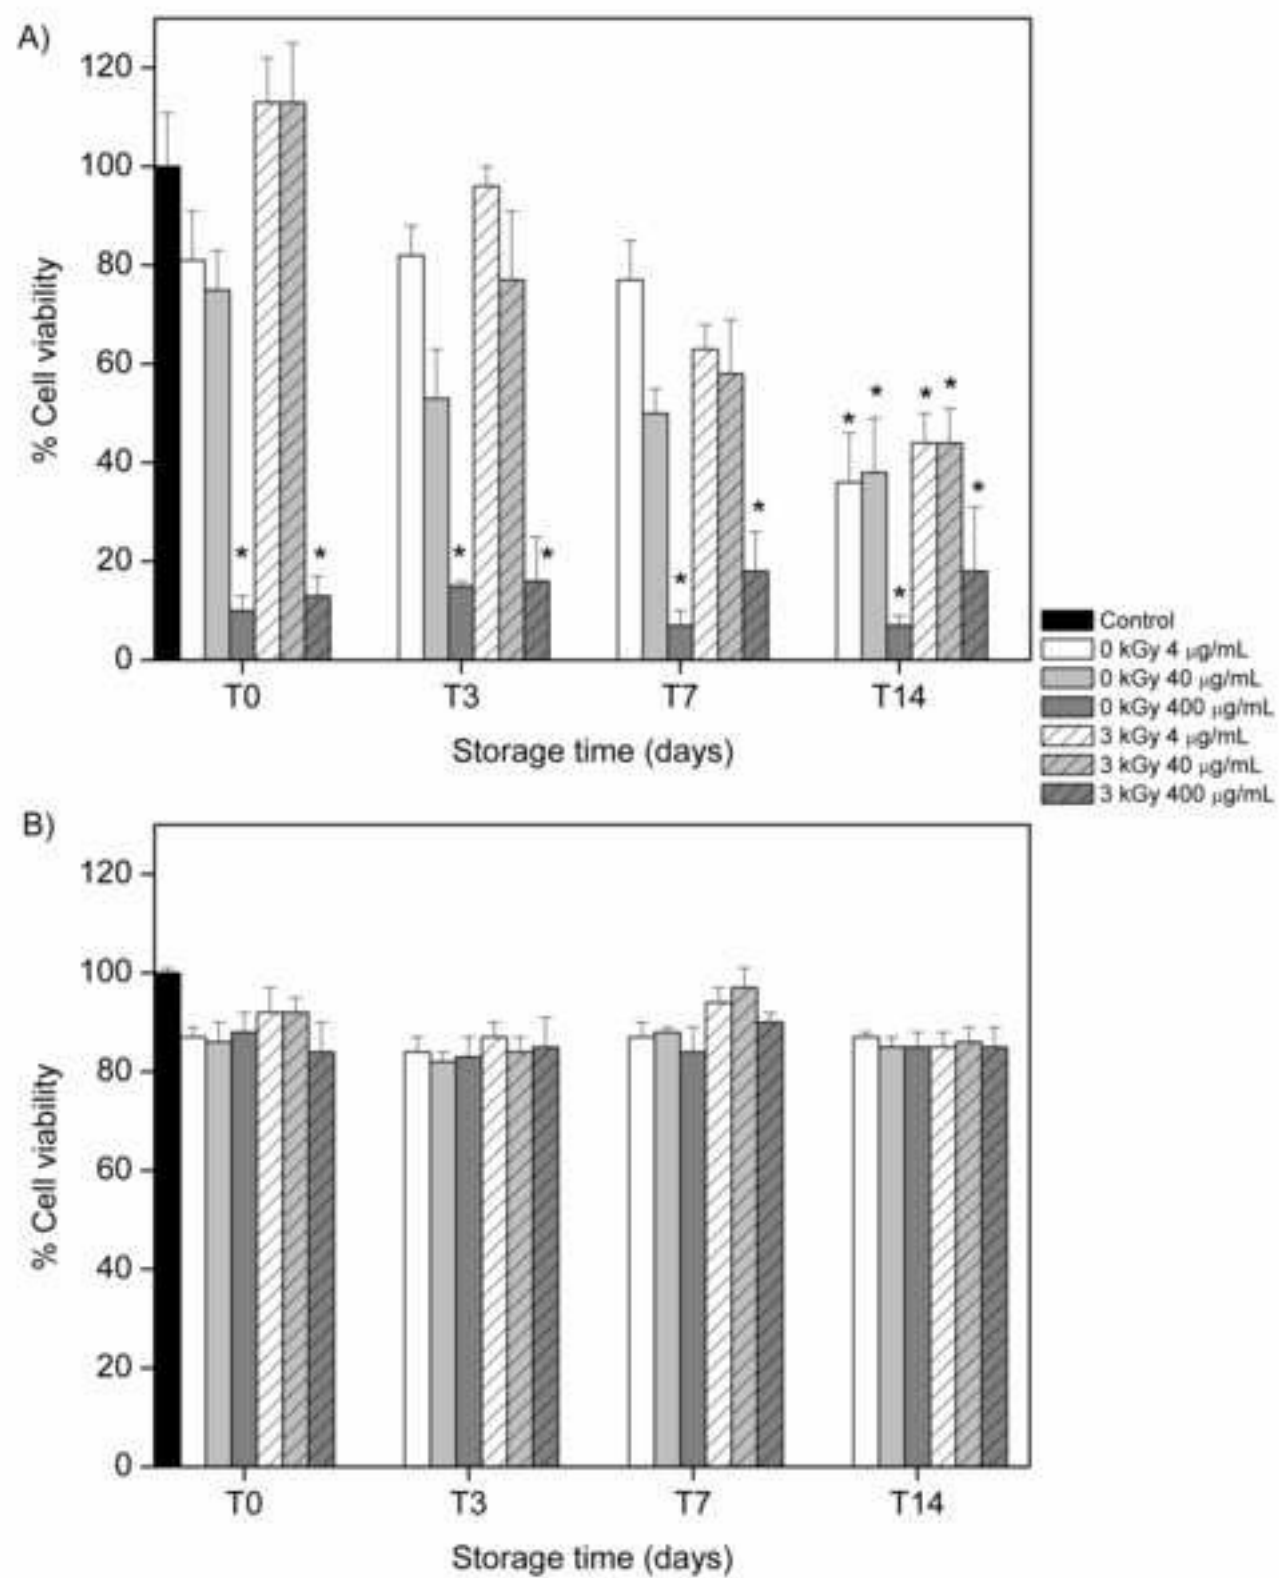 A)
120
100
80
60
40
20
0
% Cell viability
* * * * * * * * * * * *
T0 T3 T7 T14
Storage time (days)
Control
0 kGy 4 μg/mL
0 kGy 40 μg/mL
0 kGy 400 μg/mL
3 kGy 4 μg/mL
3 kGy 40 μg/mL
3 kGy 400 μg/mL
B)
120
100
80
60
40
20
0
% Cell viability
T0 T3 T7 T14
Storage time (days)